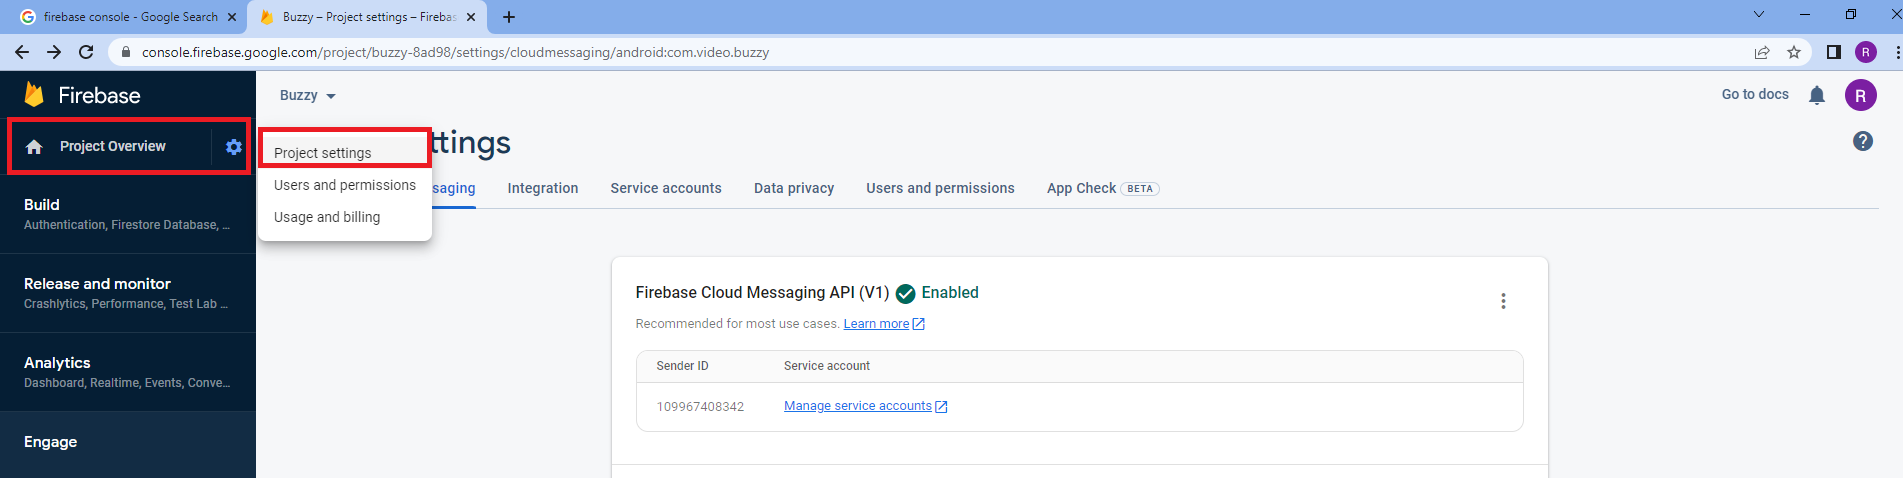 firebase console - Google Search
Buzzy – Project settings – Firebas
console.firebase.google.com/project/buzzy-8ad98/settings/cloudmessaging/android:com.video.buzzy
R
Firebase
Buzzy
Go to docs
R
Project Overview
Project settings
ttings
Users and permissions
saging
Integration
Service accounts
Data privacy
Users and permissions
App Check BETA
Usage and billing
Build
Authentication, Firestore Database, ...
Release and monitor
Crashlytics, Performance, Test Lab ...
Analytics
Dashboard, Realtime, Events, Conve...
Engage
Firebase Cloud Messaging API (V1) Enabled
Recommended for most use cases. Learn more
Sender ID Service account
109967408342 Manage service accounts